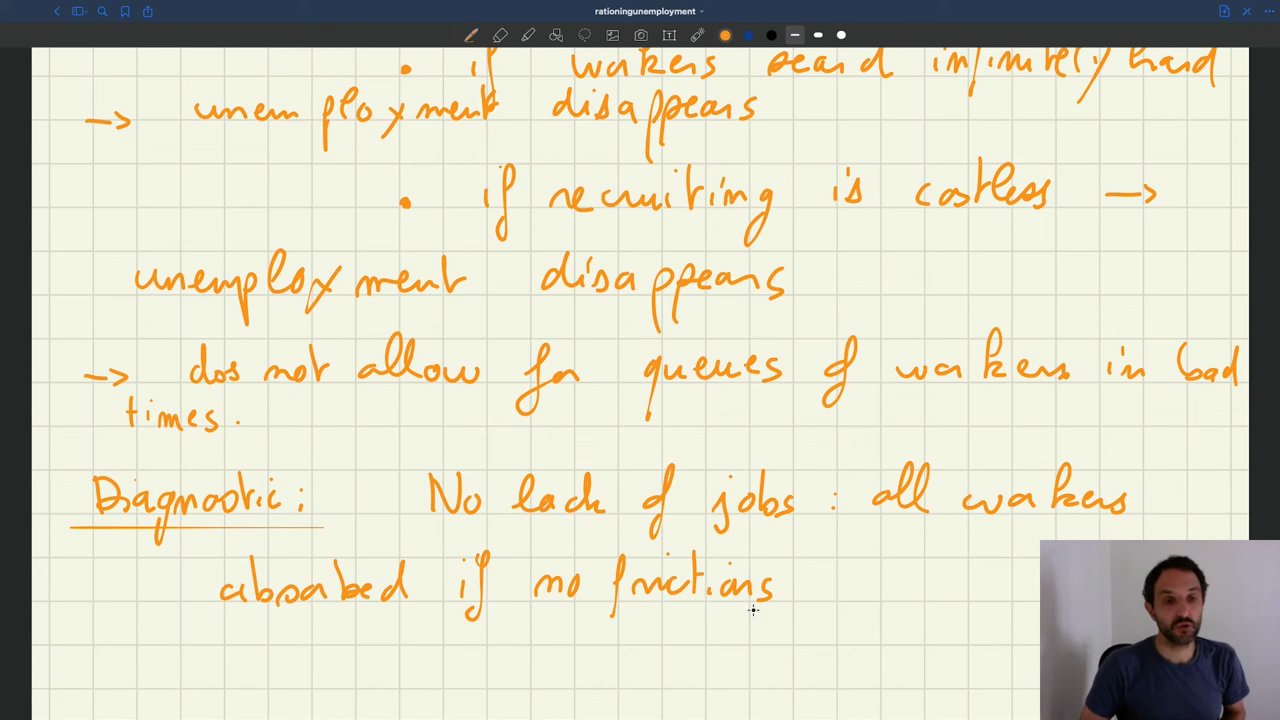 rationingunemployment
• if workers search infinitely hard
→ unemployment disappears
• if recruiting is costless →
unemployment disappears
→ dos not allow for queues of workers in bad
times.
Diagnostic: No lack of jobs: all workers
absorbed if no frictions